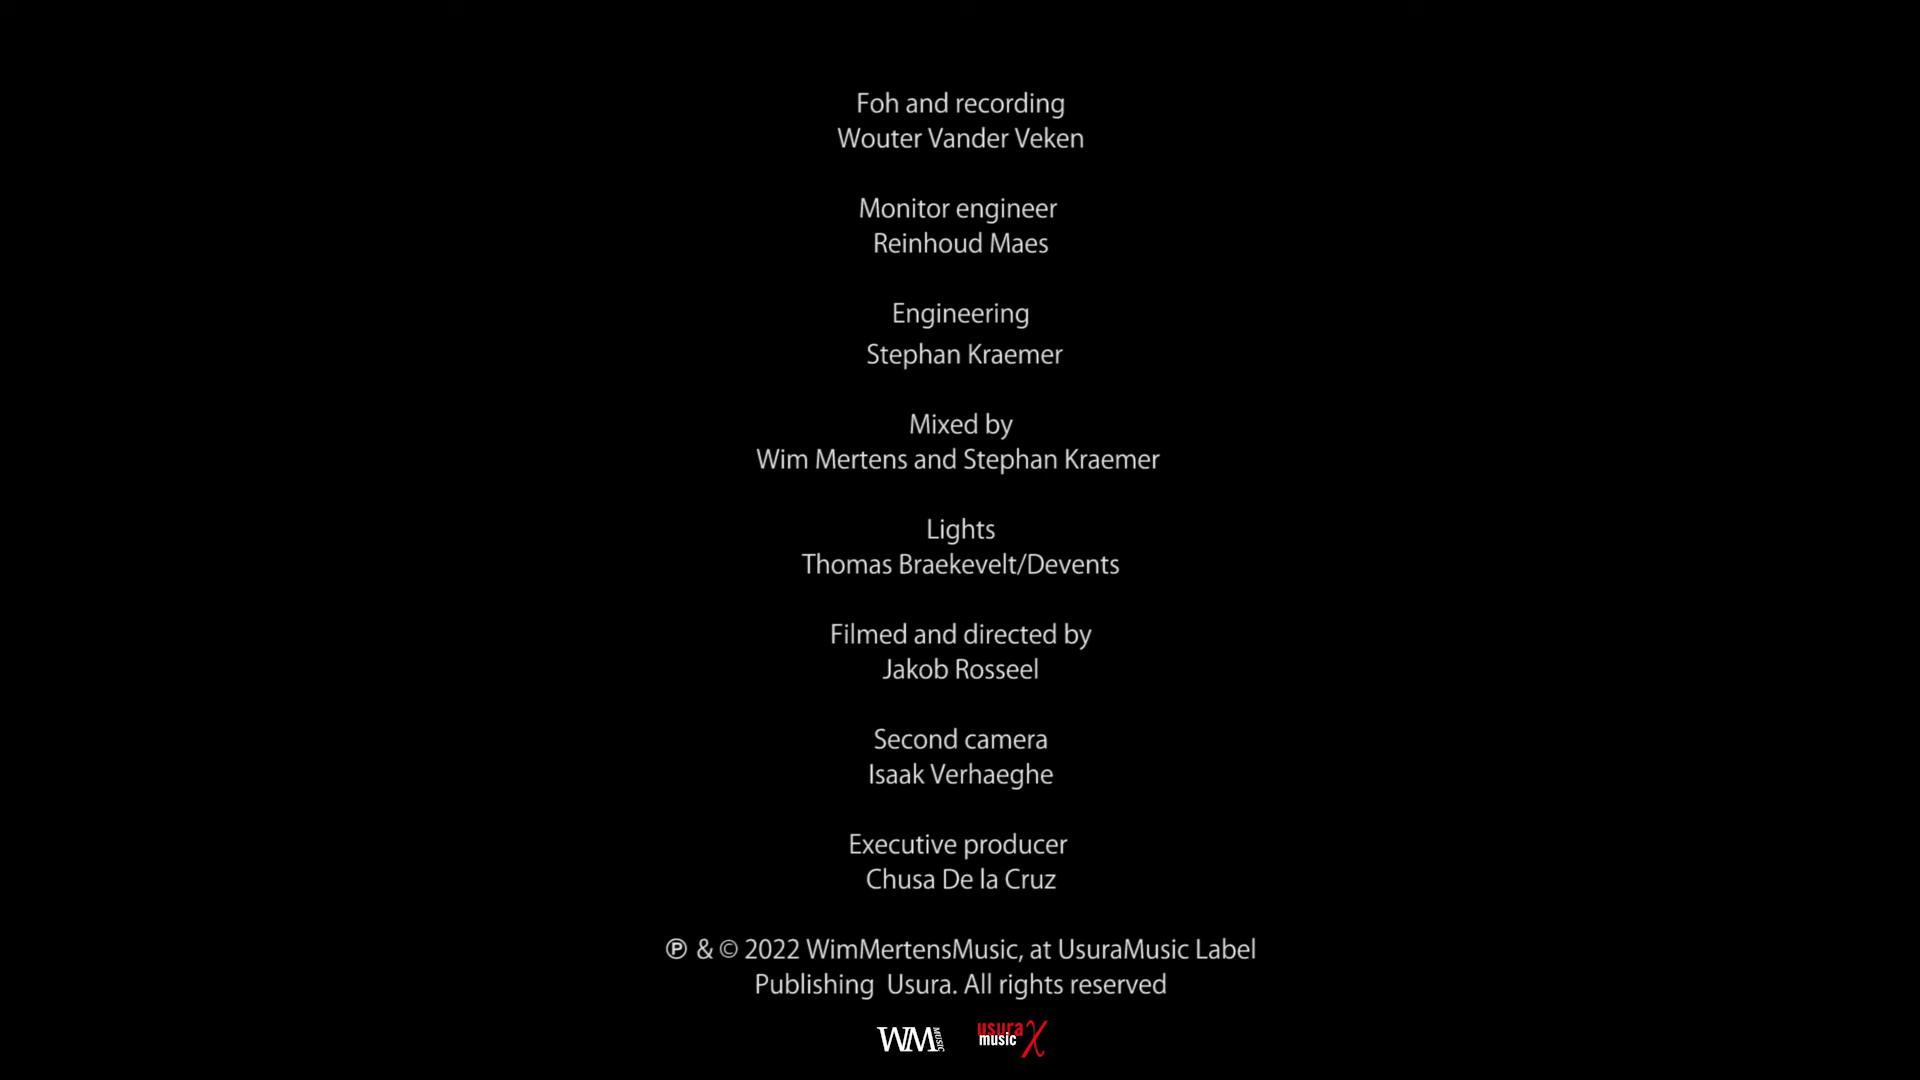 Foh and recording
Wouter Vander Veken
Monitor engineer
Reinhoud Maes
Engineering
Stephan Kraemer
Mixed by
Wim Mertens and Stephan Kraemer
Lights
Thomas Braekevelt/Devents
Filmed and directed by
Jakob Rosseel
Second camera
Isaak Verhaeghe
Executive producer
Chusa De la Cruz
℗ & © 2022 WimMertensMusic, at UsuraMusic Label
Publishing  Usura. All rights reserved
WM MUSIC
usura music X